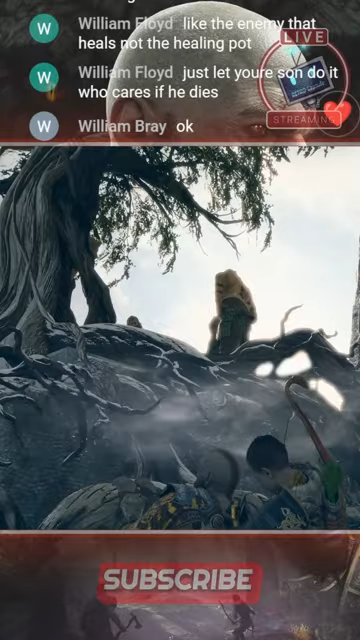 William Floyd like the enemy that
heals not the healing pot
William Floyd just let youre son do it
who cares if he dies
William Bray ok
LIVE
STREAMING
SUBSCRIBE
W
W
W